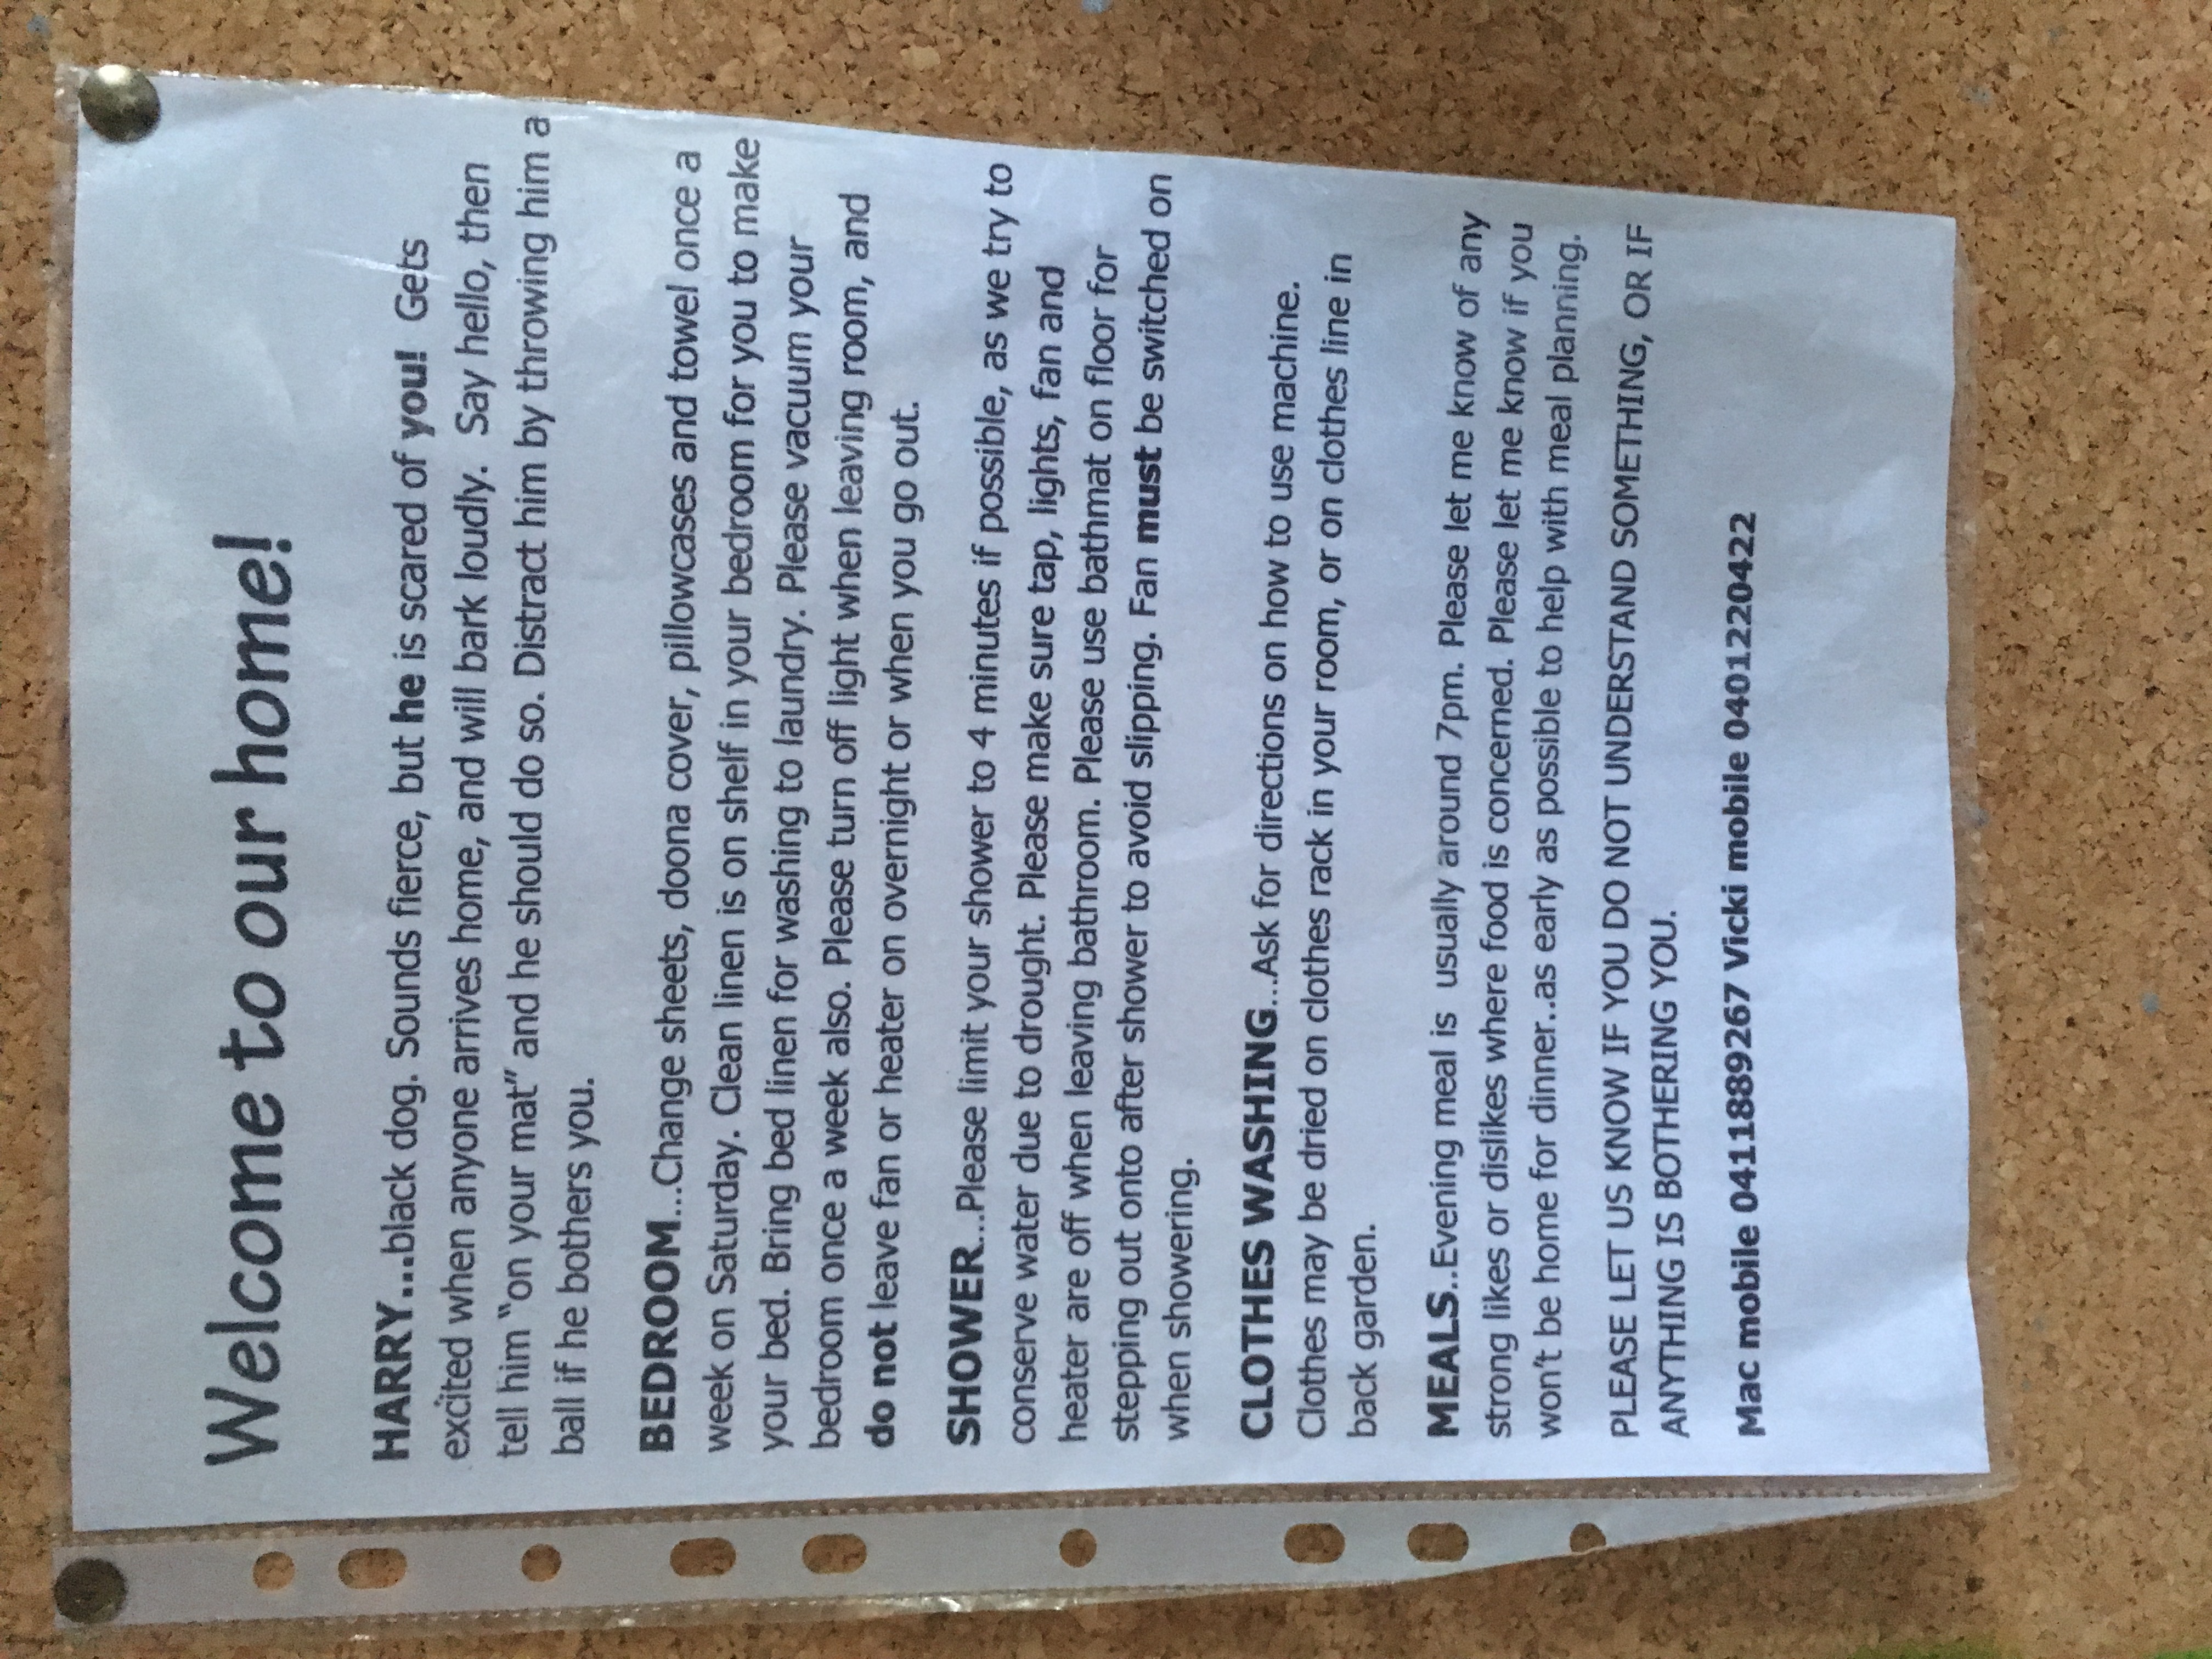 Welcome to our home!
HARRY...black dog. Sounds fierce, but he is scared of you! Gets
excited when anyone arrives home, and will bark loudly. Say hello, then
tell him “on your mat” and he should do so. Distract him by throwing him a
ball if he bothers you.
BEDROOM...Change sheets, doona cover, pillowcases and towel once a
week on Saturday. Clean linen is on shelf in your bedroom for you to make
your bed. Bring bed linen for washing to laundry. Please vacuum your
bedroom once a week also. Please turn off light when leaving room, and
do not leave fan or heater on overnight or when you go out.
SHOWER...Please limit your shower to 4 minutes if possible, as we try to
conserve water due to drought. Please make sure tap, lights, fan and
heater are off when leaving bathroom. Please use bathmat on floor for
stepping out onto after shower to avoid slipping. Fan must be switched on
when showering.
CLOTHES WASHING...Ask for directions on how to use machine.
Clothes may be dried on clothes rack in your room, or on clothes line in
back garden.
MEALS..Evening meal is usually around 7pm. Please let me know of any
strong likes or dislikes where food is concerned. Please let me know if you
won’t be home for dinner..as early as possible to help with meal planning.
PLEASE LET US KNOW IF YOU DO NOT UNDERSTAND SOMETHING, OR IF
ANYTHING IS BOTHERING YOU.
Mac mobile 0411889267 Vicki mobile 0401220422